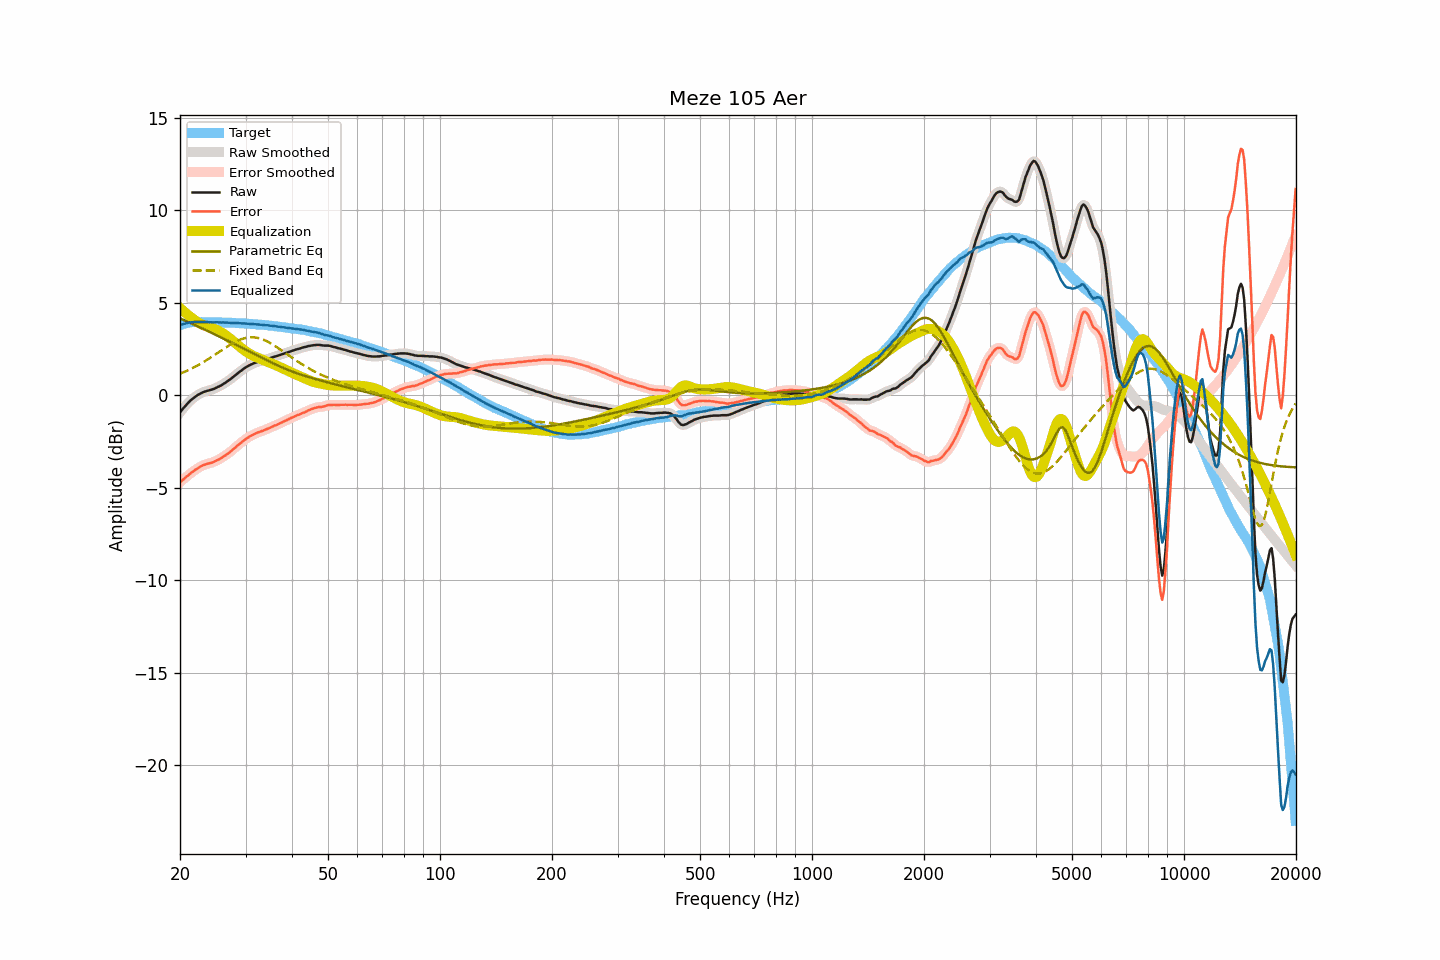 Meze 105 Aer
15
10
5
0
−5
−10
−15
−20
Amplitude (dBr)
Target
Raw Smoothed
Error Smoothed
Raw
Error
Equalization
Parametric Eq
Fixed Band Eq
Equalized
20 50 100 200 500 1000 2000 5000 10000 20000
Frequency (Hz)